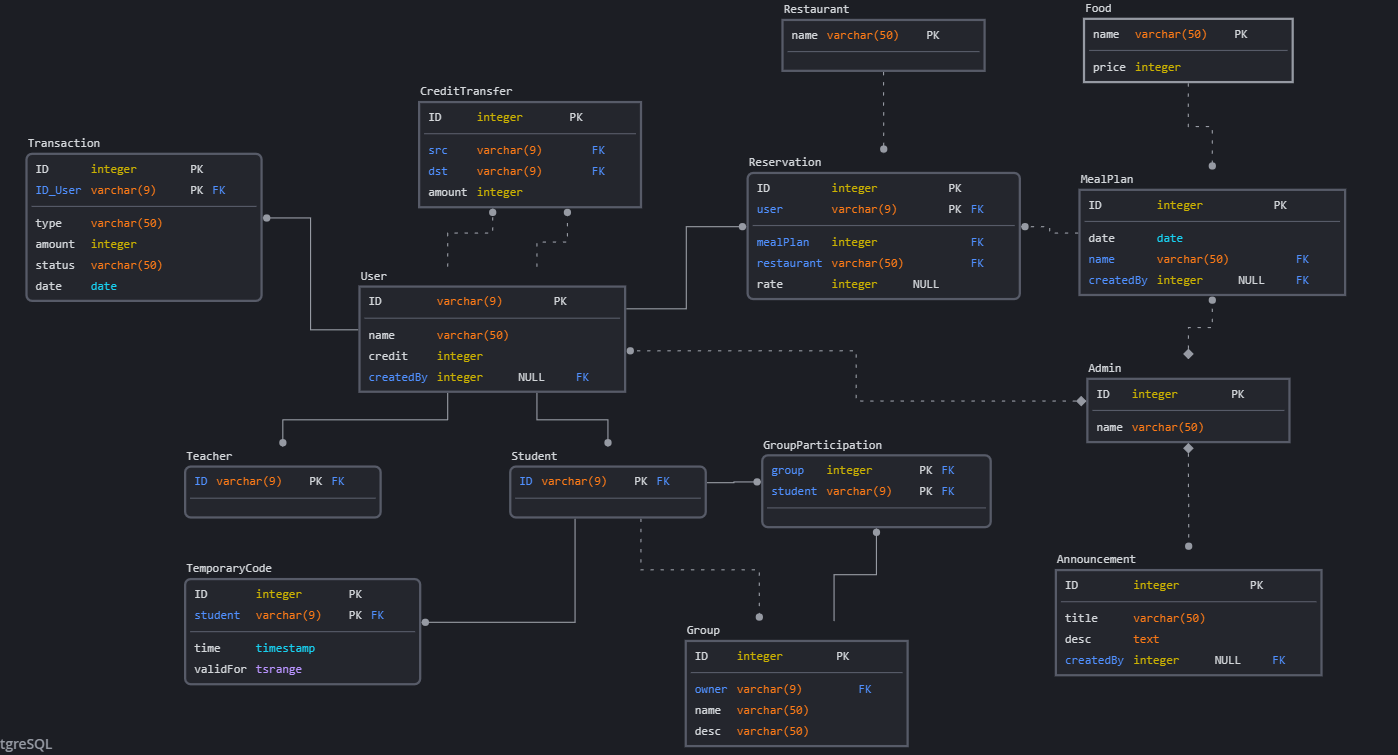 Restaurant
name varchar(50) PK
Food
name varchar(50) PK
price integer
CreditTransfer
ID integer PK
src varchar(9) FK
dst varchar(9) FK
amount integer
Transaction
ID integer PK
ID_User varchar(9) PK FK
type varchar(50)
amount integer
status varchar(50)
date date
Reservation
ID integer PK
user varchar(9) PK FK
mealPlan integer FK
restaurant varchar(50) FK
rate integer NULL
MealPlan
ID integer PK
date date
name varchar(50) FK
createdBy integer NULL FK
User
ID varchar(9) PK
name varchar(50)
credit integer
createdBy integer NULL FK
Admin
ID integer PK
name varchar(50)
Teacher
ID varchar(9) PK FK
Student
ID varchar(9) PK FK
GroupParticipation
group integer PK FK
student varchar(9) PK FK
TemporaryCode
ID integer PK
student varchar(9) PK FK
time timestamp
validFor tsrange
Group
ID integer PK
owner varchar(9) FK
name varchar(50)
desc varchar(50)
Announcement
ID integer PK
title varchar(50)
desc text
createdBy integer NULL FK
tgreSQL